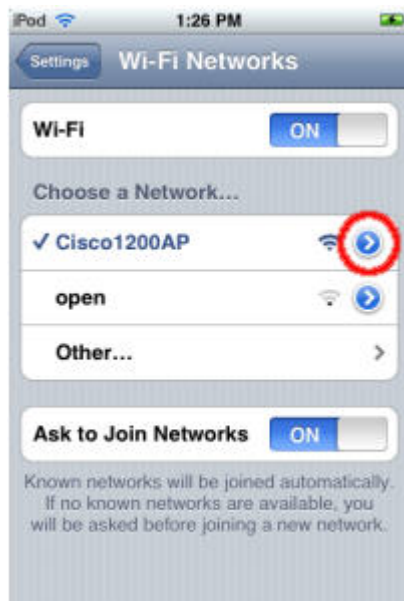 iPod 1:26 PM
Settings Wi-Fi Networks
Wi-Fi ON
Choose a Network...
Cisco1200AP
open
Other...
Ask to Join Networks ON
Known networks will be joined automatically.
If no known networks are available, you
will be asked before joining a new network.